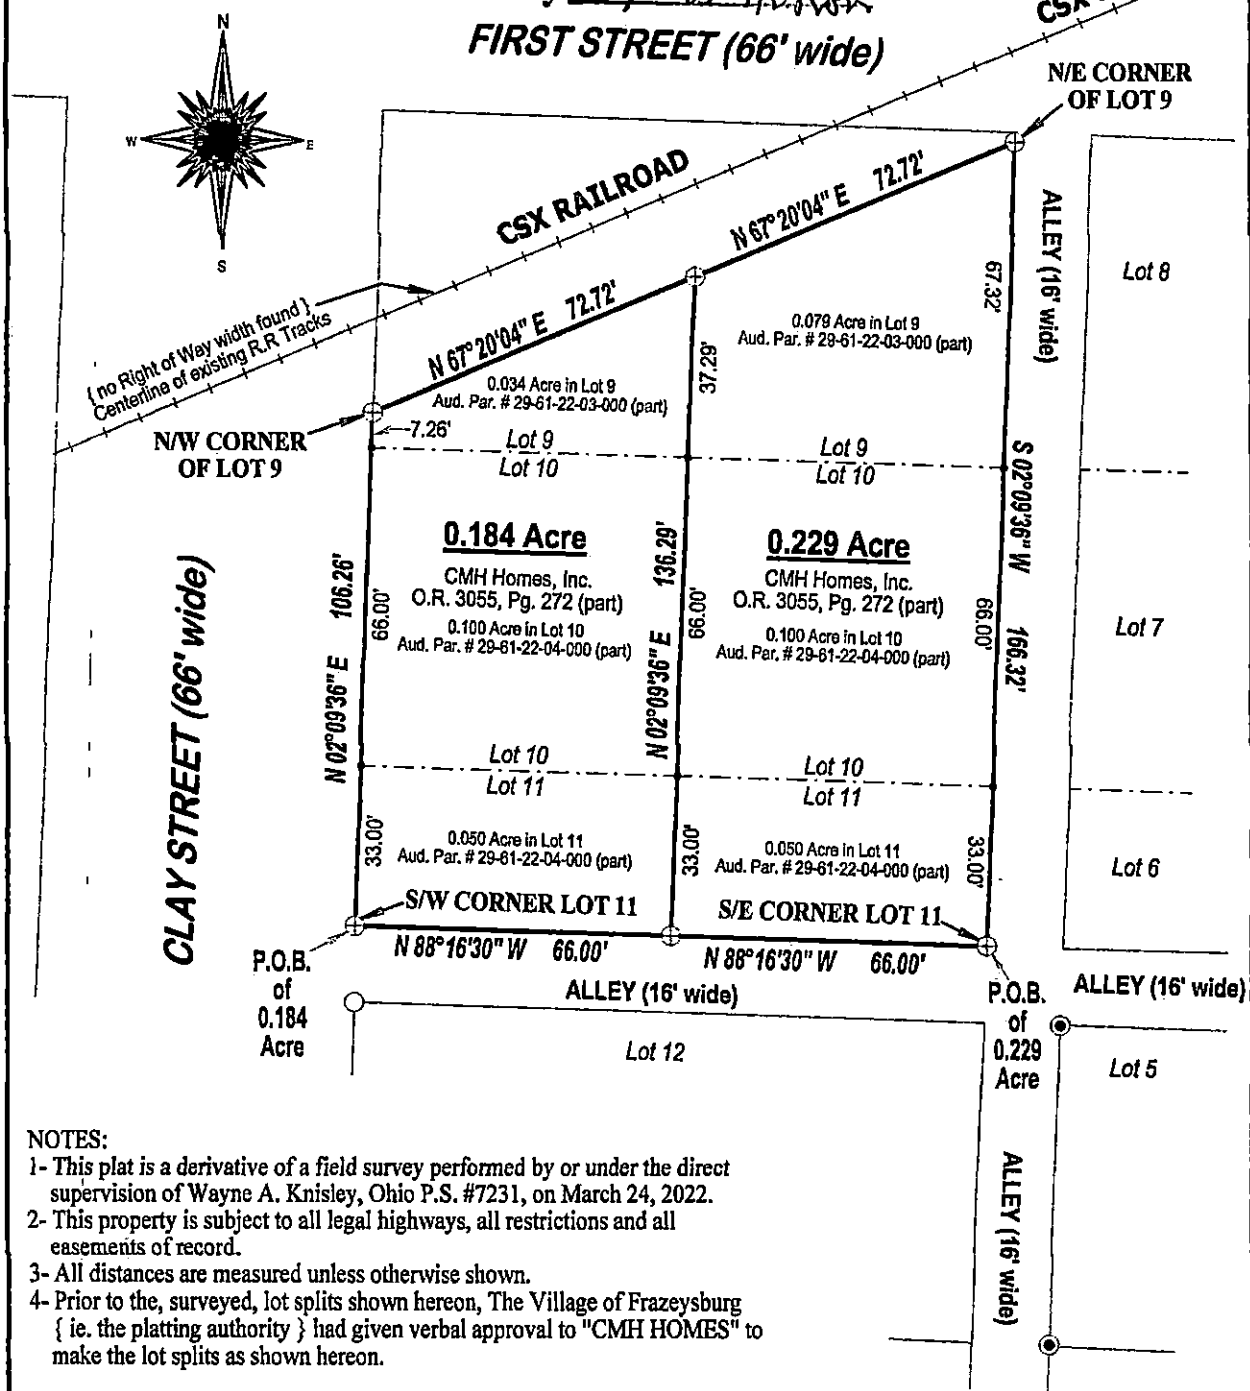 FIRST STREET (66' wide)
CSX
N
W
E
S
N/E CORNER
OF LOT 9
CSX RAILROAD
N 67°20'04" E 72.72'
ALLEY (16' wide)
Lot 8
{ no Right of Way width found }
Centerline of existing R.R Tracks
N 67°20'04" E 72.72'
67.32'
0.079 Acre in Lot 9
Aud. Par. # 29-61-22-03-000 (part)
37.29'
0.034 Acre in Lot 9
Aud. Par. # 29-61-22-03-000 (part)
N/W CORNER
OF LOT 9
7.26'
Lot 9
Lot 10
Lot 9
Lot 10
S 02°09'36" W 166.32'
0.184 Acre
CMH Homes, Inc.
O.R. 3055, Pg. 272 (part)
0.100 Acre in Lot 10
Aud. Par. # 29-61-22-04-000 (part)
0.229 Acre
CMH Homes, Inc.
O.R. 3055, Pg. 272 (part)
0.100 Acre in Lot 10
Aud. Par. # 29-61-22-04-000 (part)
N 02°09'36" E 106.26'
66.00'
N 02°09'36" E 136.29'
66.00'
66.00'
Lot 7
CLAY STREET (66' wide)
Lot 10
Lot 11
Lot 10
Lot 11
33.00'
0.050 Acre in Lot 11
Aud. Par. # 29-61-22-04-000 (part)
33.00'
0.050 Acre in Lot 11
Aud. Par. # 29-61-22-04-000 (part)
33.00'
Lot 6
S/W CORNER LOT 11
S/E CORNER LOT 11
N 88°16'30" W 66.00'
N 88°16'30" W 66.00'
P.O.B.
of
0.184
Acre
ALLEY (16' wide)
P.O.B.
of
0.229
Acre
ALLEY (16' wide)
Lot 12
Lot 5
ALLEY (16' wide)
NOTES:
1- This plat is a derivative of a field survey performed by or under the direct
supervision of Wayne A. Knisley, Ohio P.S. #7231, on March 24, 2022.
2- This property is subject to all legal highways, all restrictions and all
easements of record.
3- All distances are measured unless otherwise shown.
4- Prior to the, surveyed, lot splits shown hereon, The Village of Frazeysburg
{ ie. the platting authority } had given verbal approval to "CMH HOMES" to
make the lot splits as shown hereon.